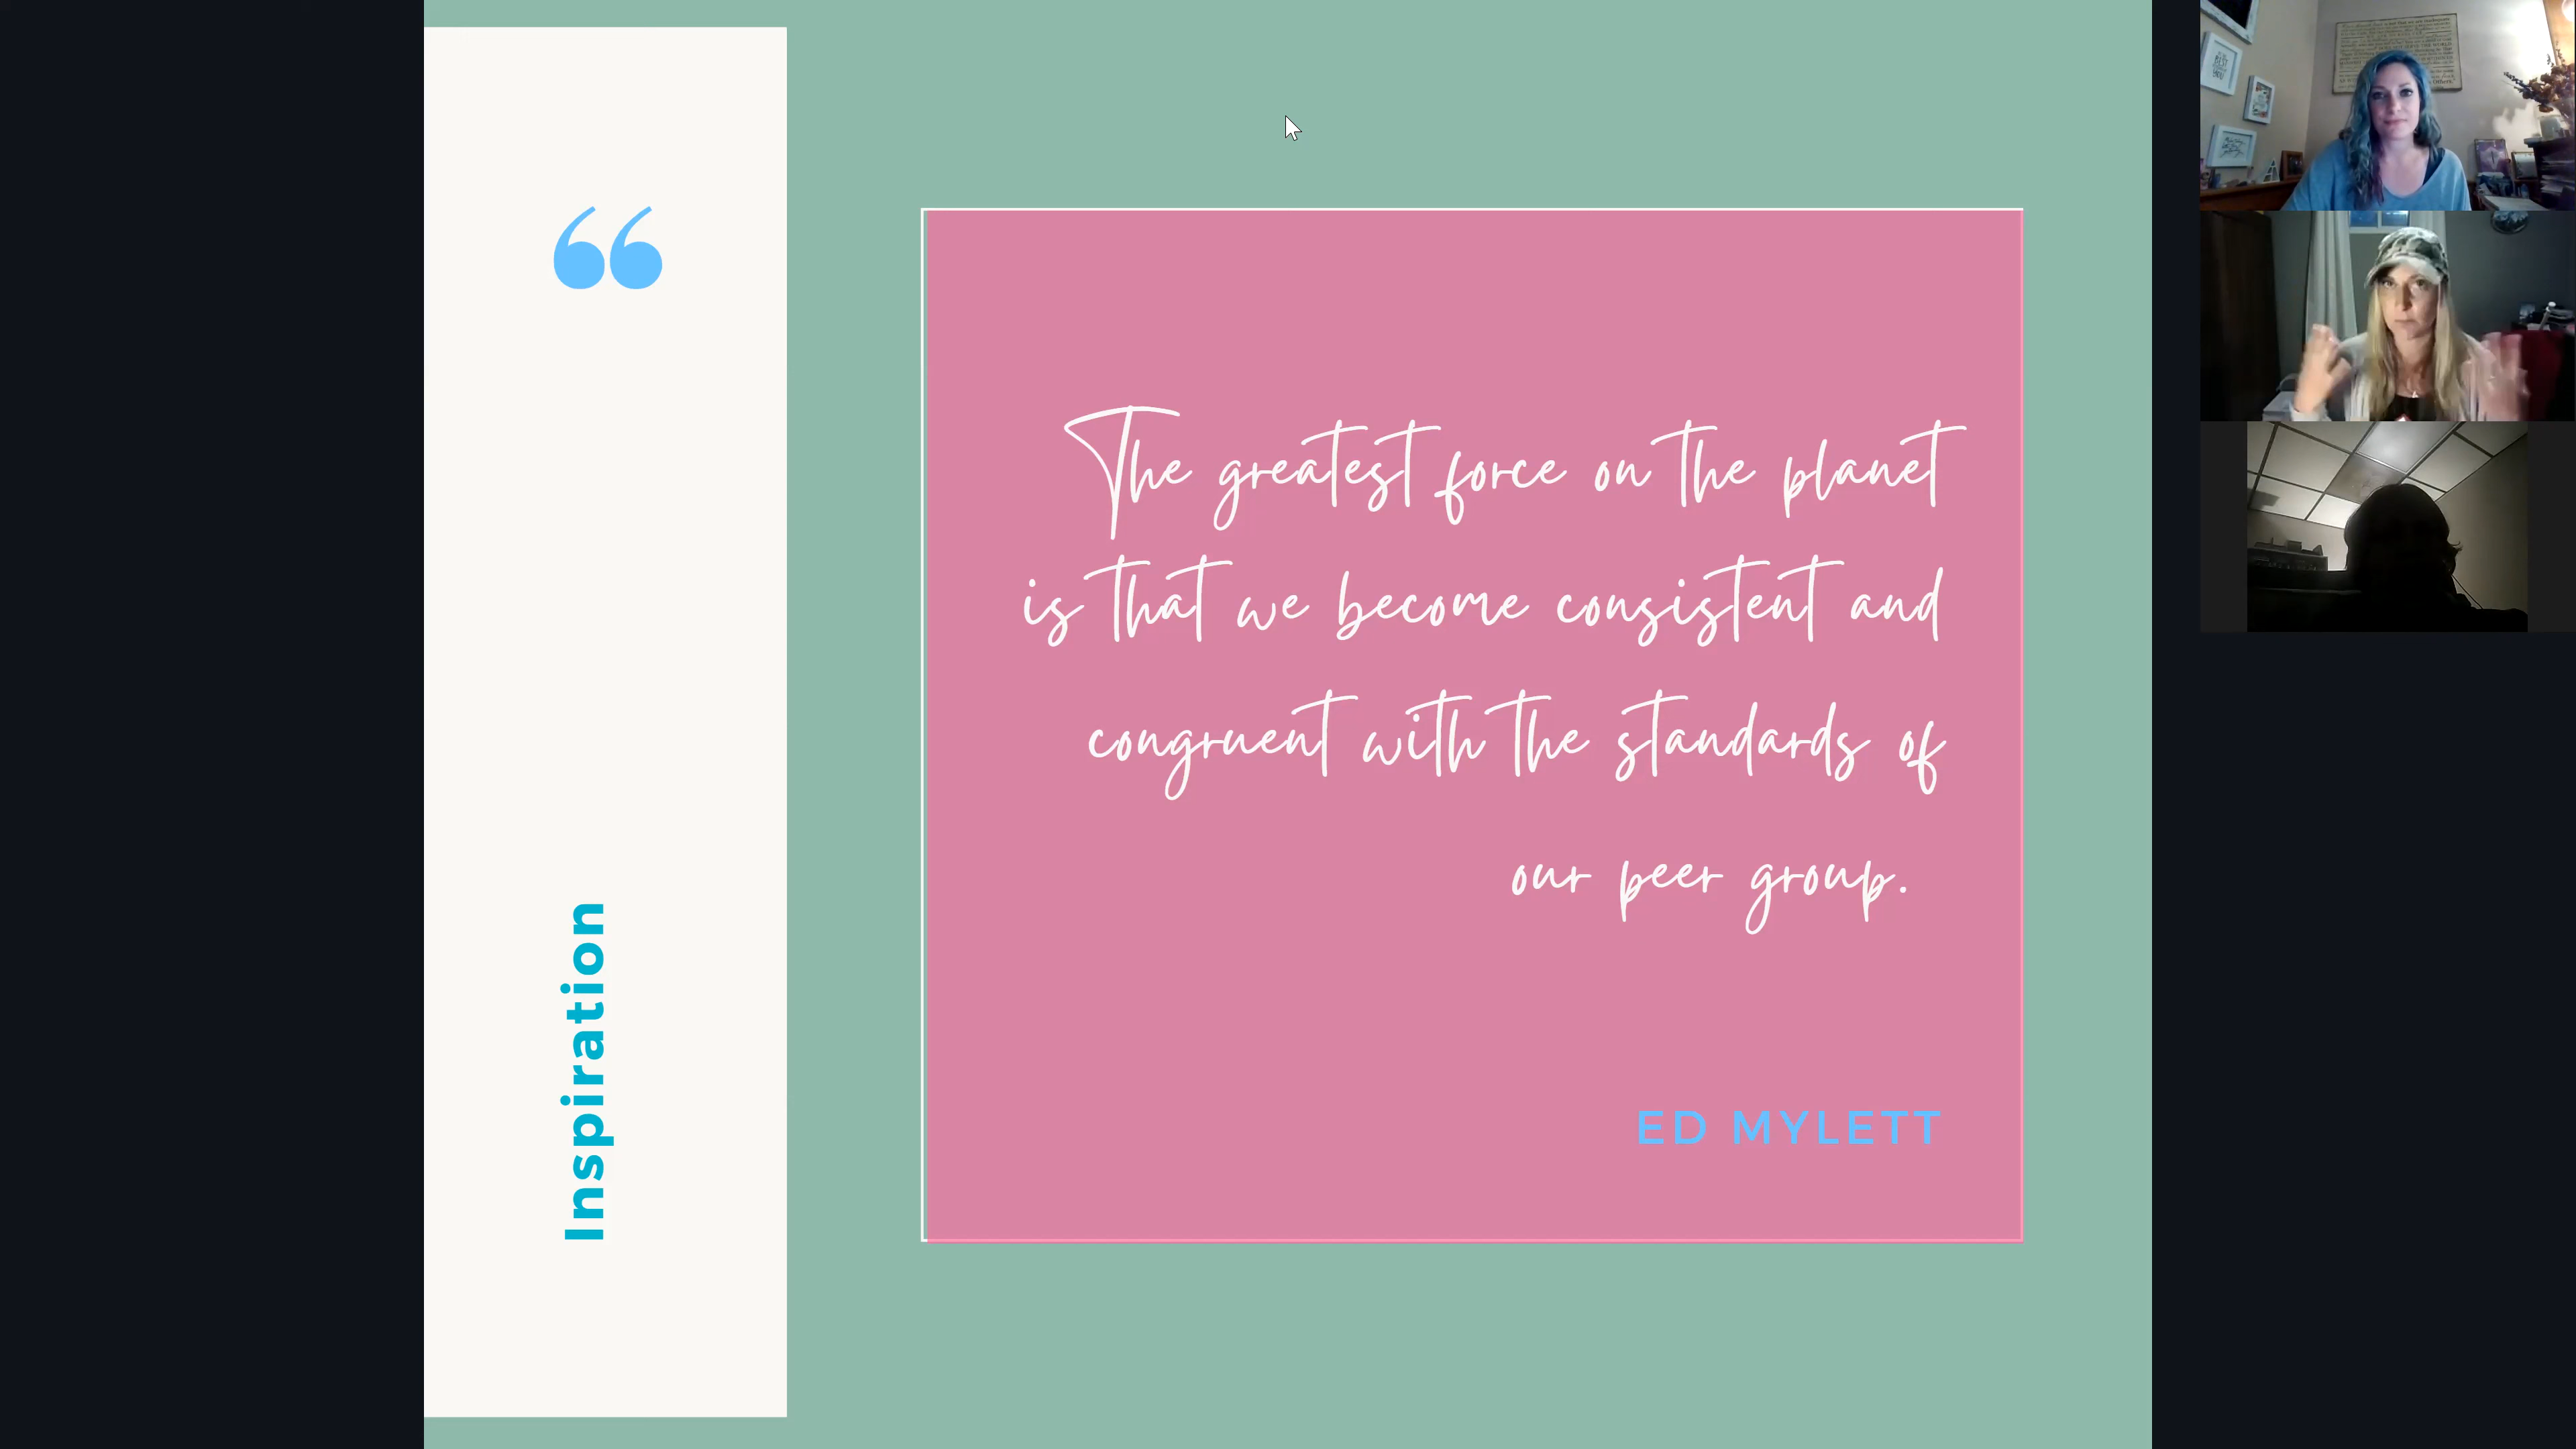 “
Inspiration
The greatest force on the planet
is that we become consistent and
congruent with the standards of
our peer group.
ED MYLETT